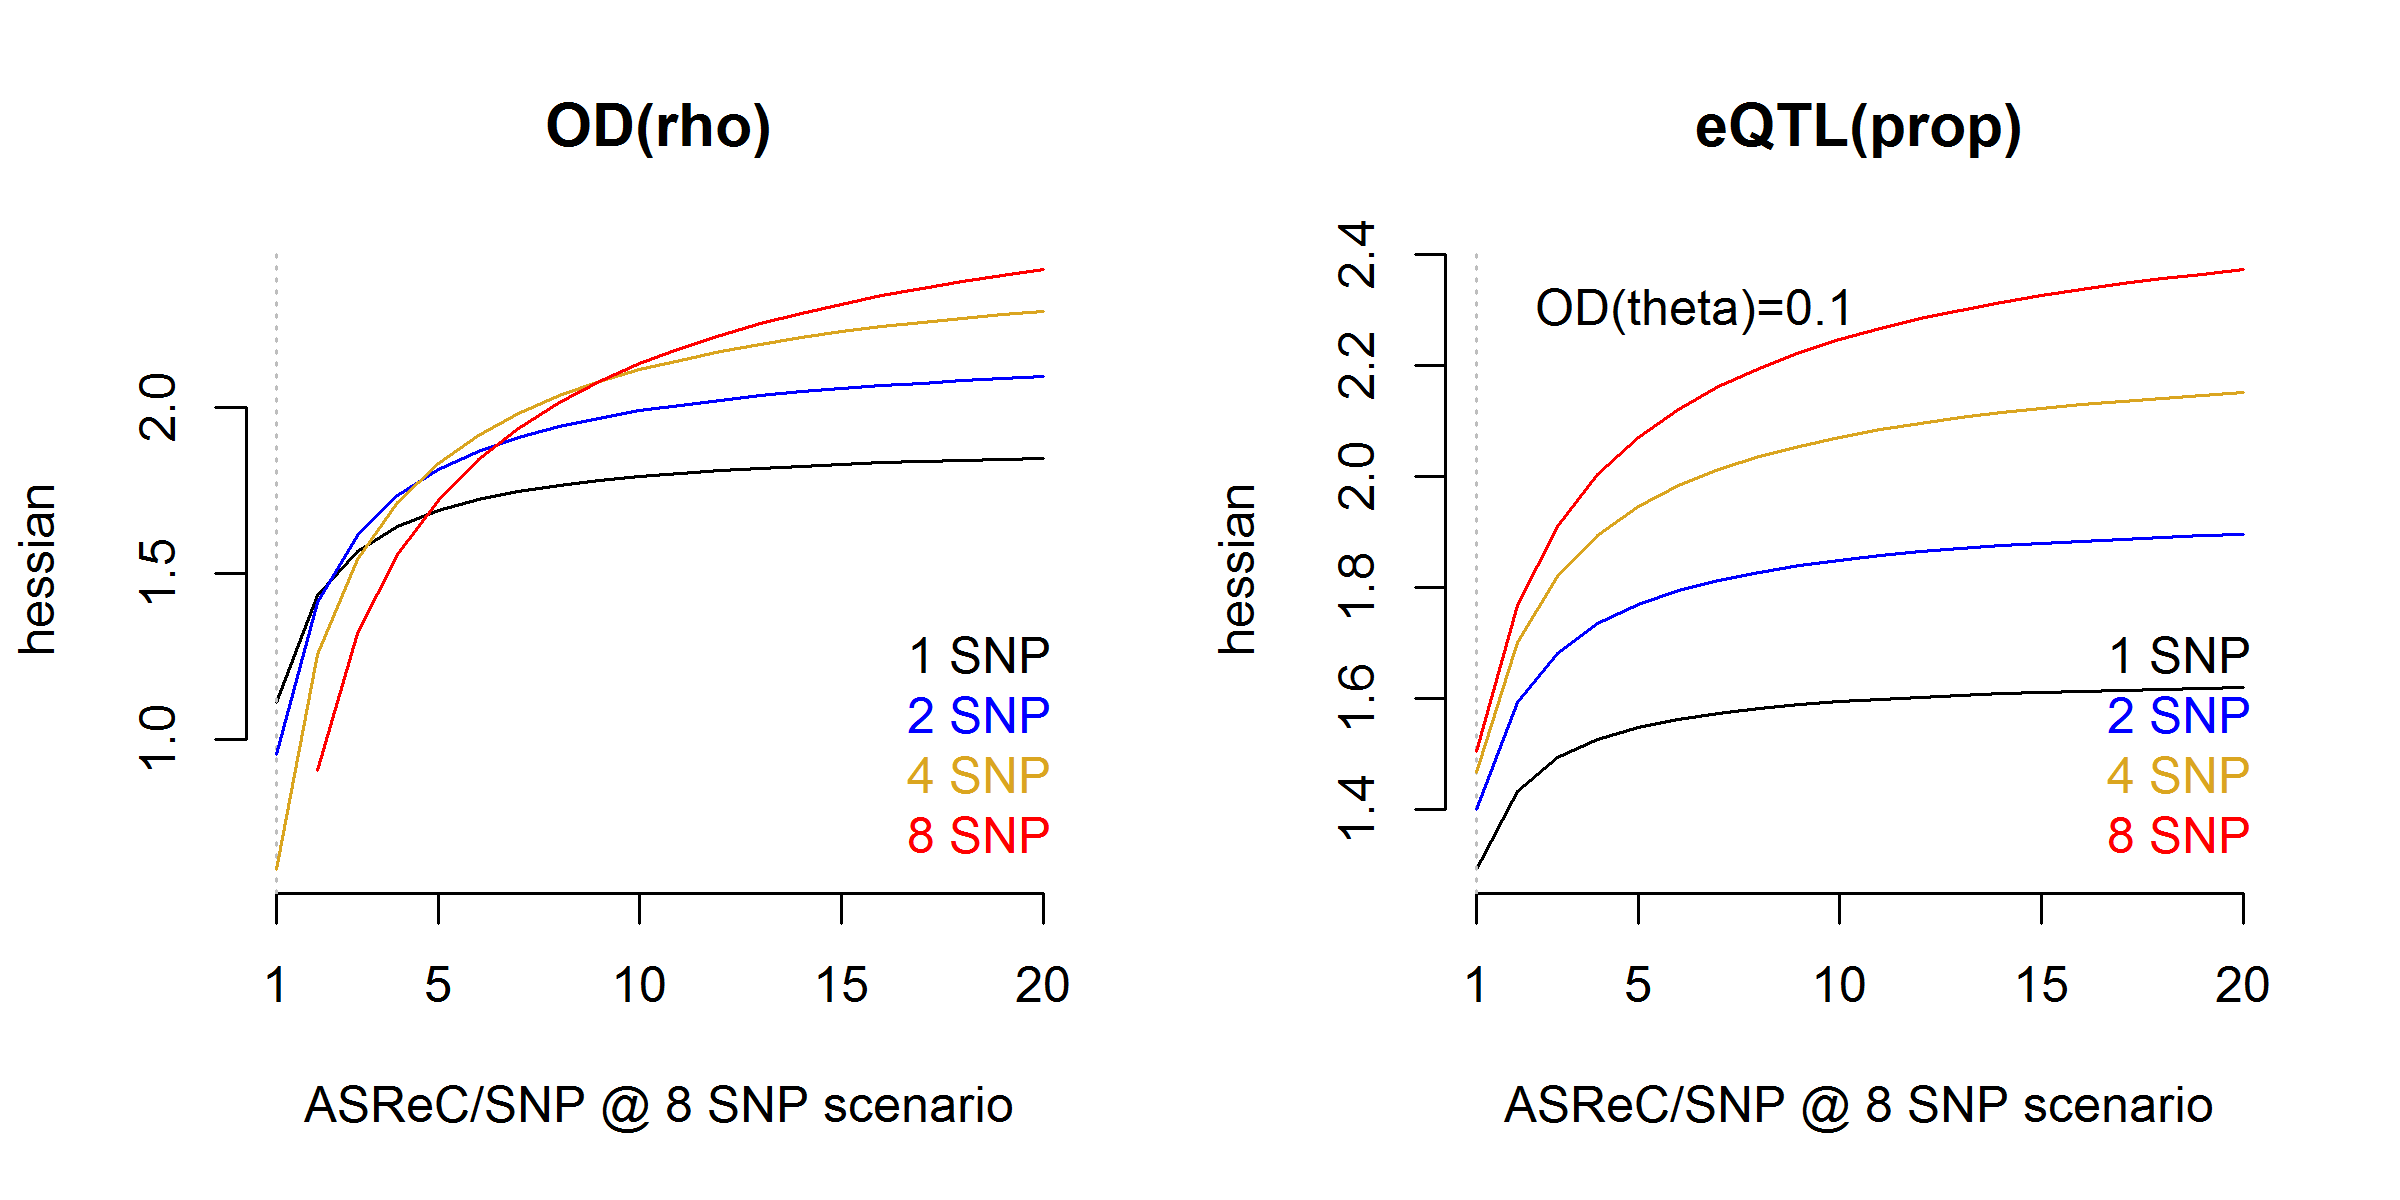 OD(rho)
hessian
2.0
1.5
1.0
1 SNP
2 SNP
4 SNP
8 SNP
1 5 10 15 20
ASReC/SNP @ 8 SNP scenario
eQTL(prop)
hessian
2.4
2.2
2.0
1.8
1.6
1.4
OD(theta)=0.1
1 SNP
2 SNP
4 SNP
8 SNP
1 5 10 15 20
ASReC/SNP @ 8 SNP scenario